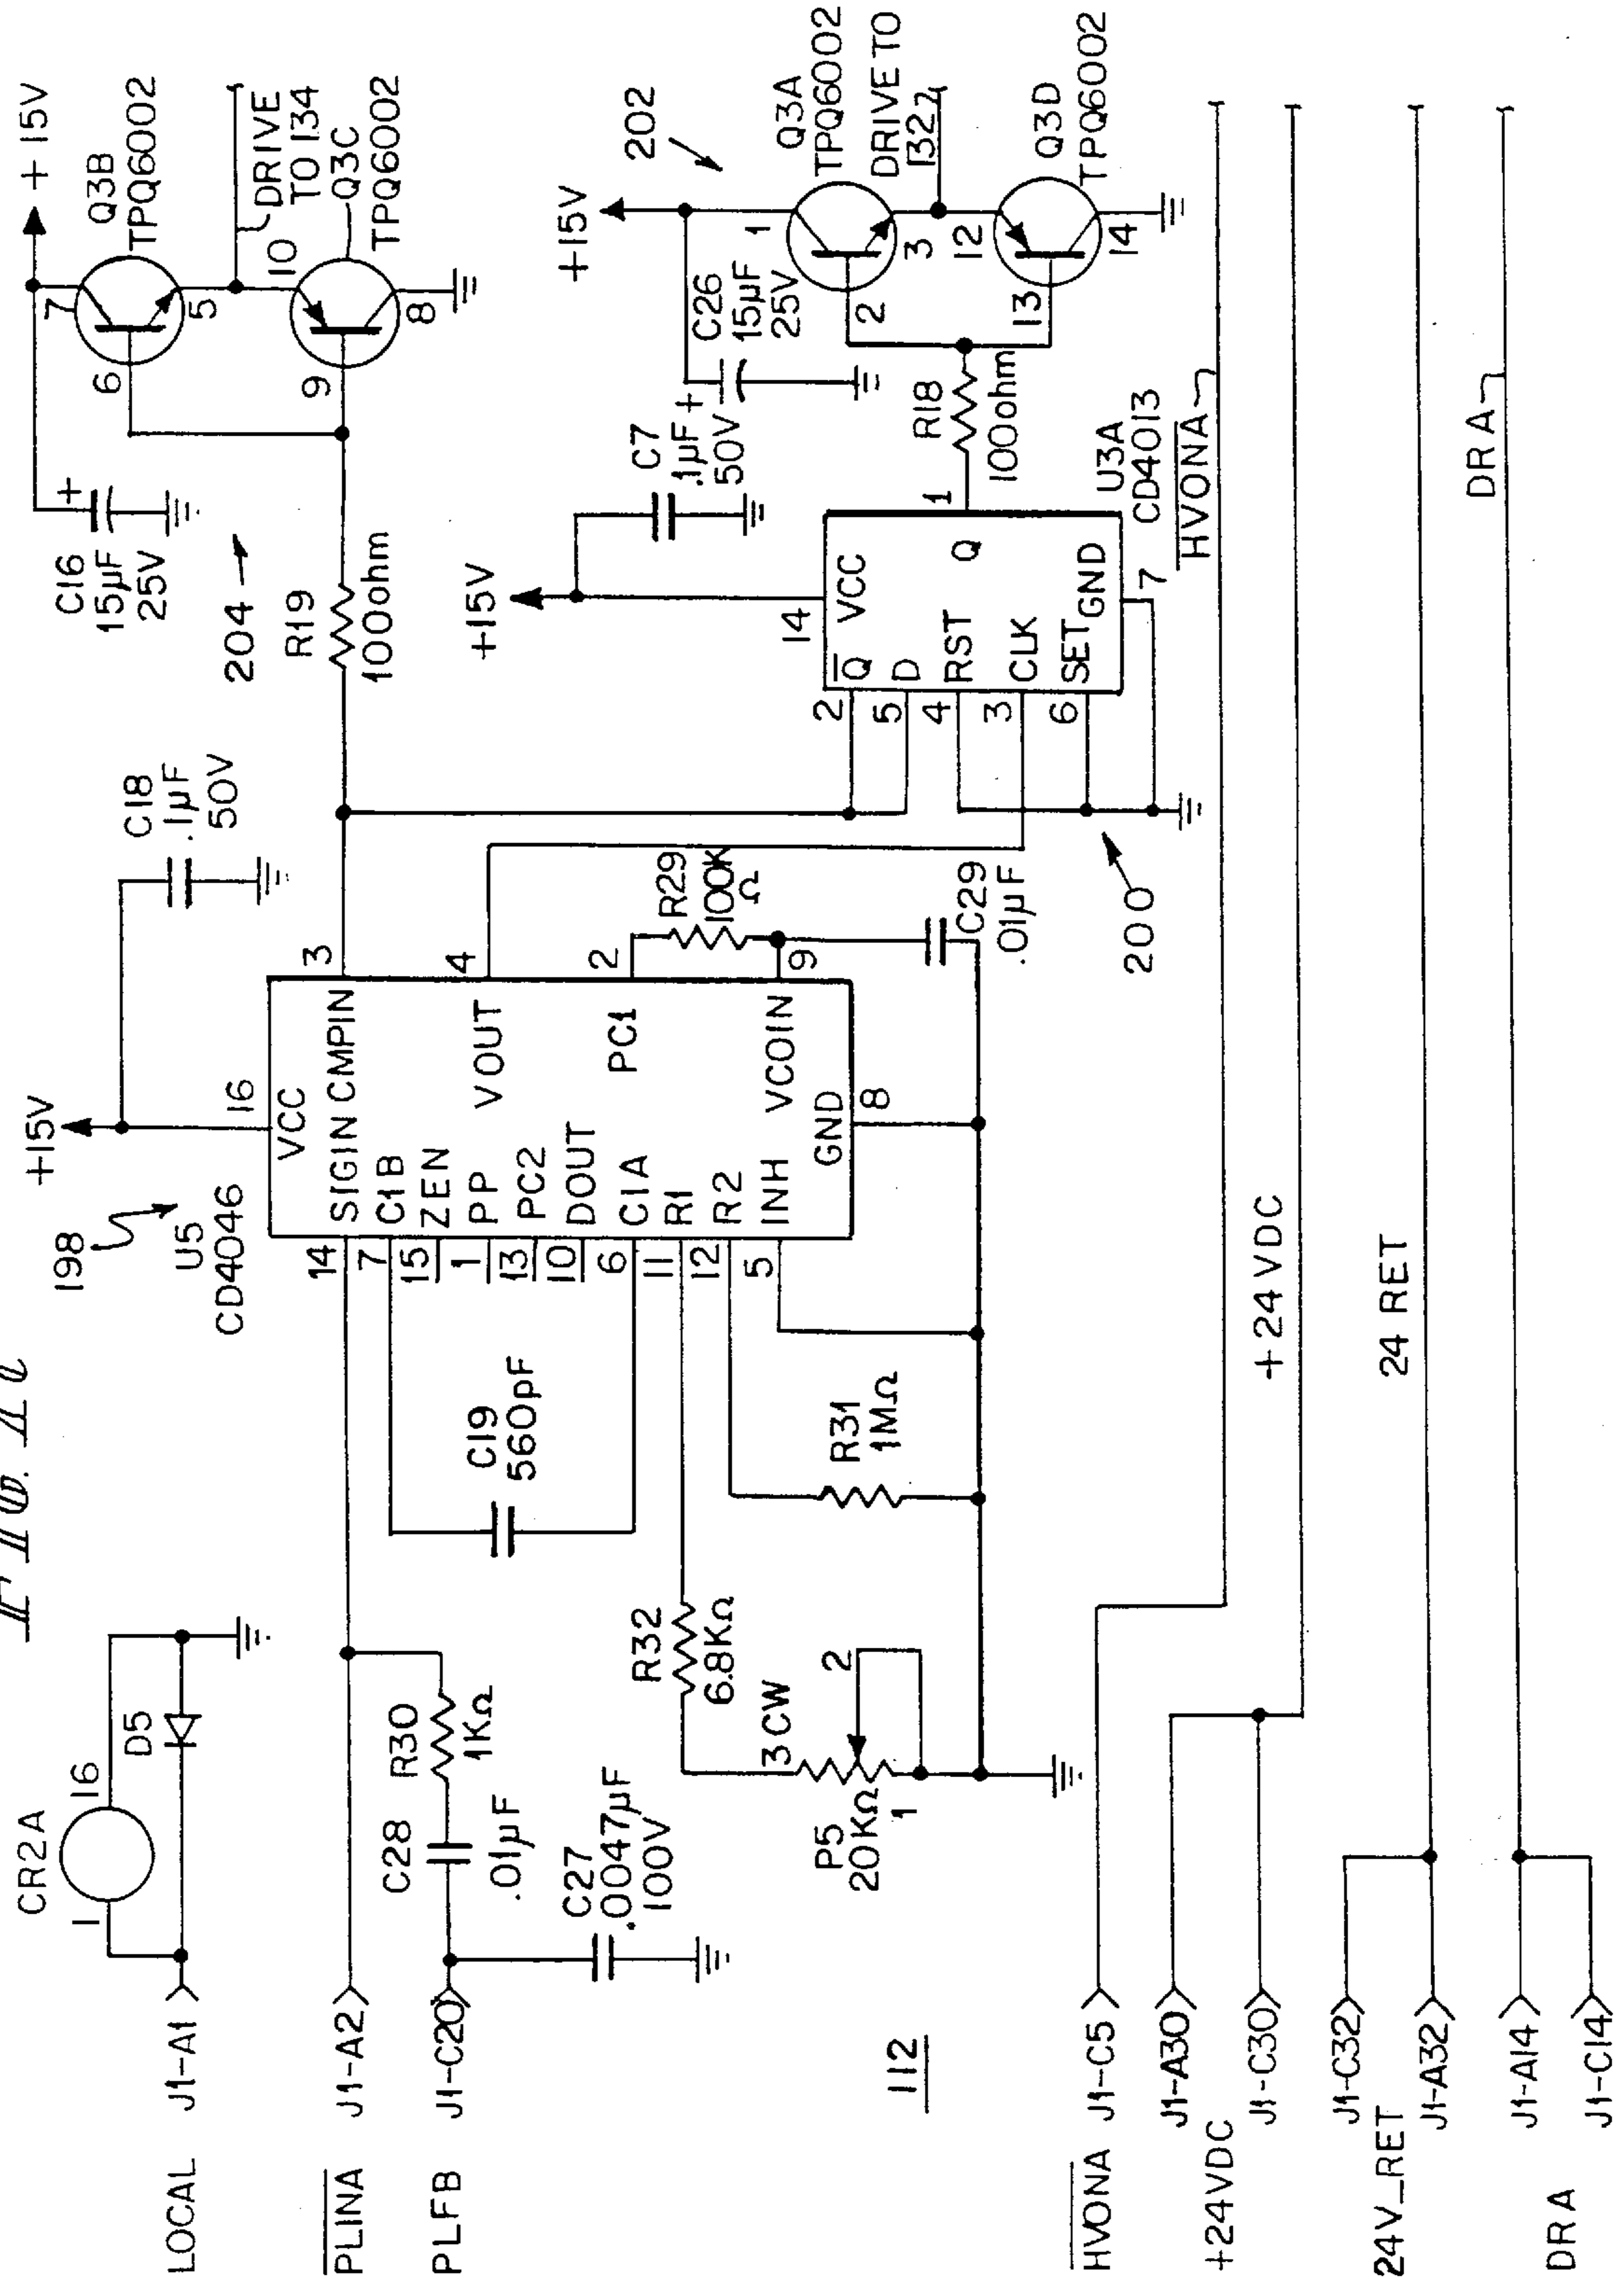 LOCAL J1-A1
CR2A
1
16
D5
PLINA J1-A2
PLFB J1-C20
C28
.01µF
R30
1KΩ
C27
.0047µF
100V
112
198
U5
CD4046
+15V
16
C18
.1µF
50V
VCC
14
SIGIN CMPIN
3
7
C1B
15
ZEN
1
PP
VOUT
4
13
PC2
10
DOUT
6
C1A
PC1
2
11
R1
12
R2
5
INH
VCOIN
9
GND
8
C19
560pF
R32
6.8KΩ
3 CW
2
1
P5
20KΩ
R31
1MΩ
R29
100K
Ω
C29
.01µF
200
C16
15µF
25V
+
+15V
204
R19
100ohm
7
Q3B
TPQ6002
6
5
DRIVE
TO 134
10
Q3C
TPQ6002
9
8
+15V
C7
.1µF
50V
14
VCC
2
Q
5
D
4
RST
3
CLK
6
SET
GND
7
Q
1
U3A
CD4013
R18
100ohm
+15V
202
C26
15µF
25V
+
1
Q3A
TPQ6002
2
3
DRIVE TO
132
12
Q3D
TPQ6002
13
14
HVONA J1-C5
HVONA
+24VDC
J1-A30
J1-C30
+24VDC
24V_RET
J1-C32
J1-A32
24 RET
DRA
J1-A14
J1-C14
DRA